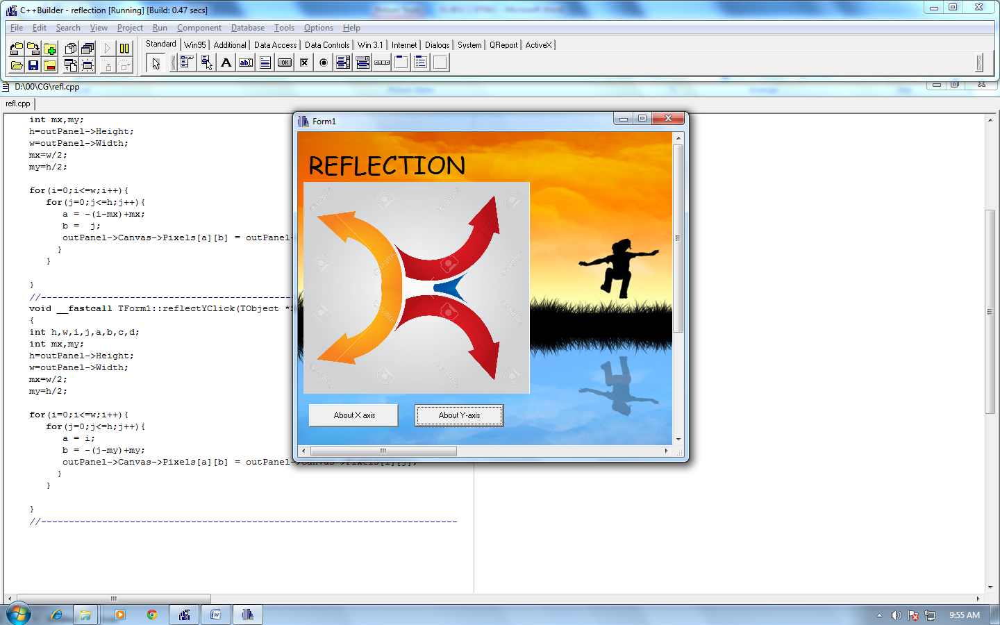 C++Builder - reflection [Running] [Build: 0.47 secs]
File Edit Search View Project Run Component Database Tools Options Help
Standard Win95 Additional Data Access Data Controls Win 3.1 Internet Dialogs System QReport ActiveX
A ab OK
D:\00\CG\refl.cpp
refl.cpp
int mx,my;
h=outPanel->Height;
w=outPanel->Width;
mx=w/2;
my=h/2;
for(i=0;i<=w;i++){
for(j=0;j<=h;j++){
a = -(i-mx)+mx;
b =  j;
outPanel->Canvas->Pixels[a][b] = outPanel-
}
}
}
//---------------------------------------------
void __fastcall TForm1::reflectYClick(TObject *
{
int h,w,i,j,a,b,c,d;
int mx,my;
h=outPanel->Height;
w=outPanel->Width;
mx=w/2;
my=h/2;
for(i=0;i<=w;i++){
for(j=0;j<=h;j++){
a = i;
b = -(j-my)+my;
outPanel->Canvas->Pixels[a][b] = outPanel->Canvas->Pixels[i][j];
}
}
}
//---------------------------------------------------------------------------
Form1
REFLECTION
About X axis About Y-axis
9:55 AM